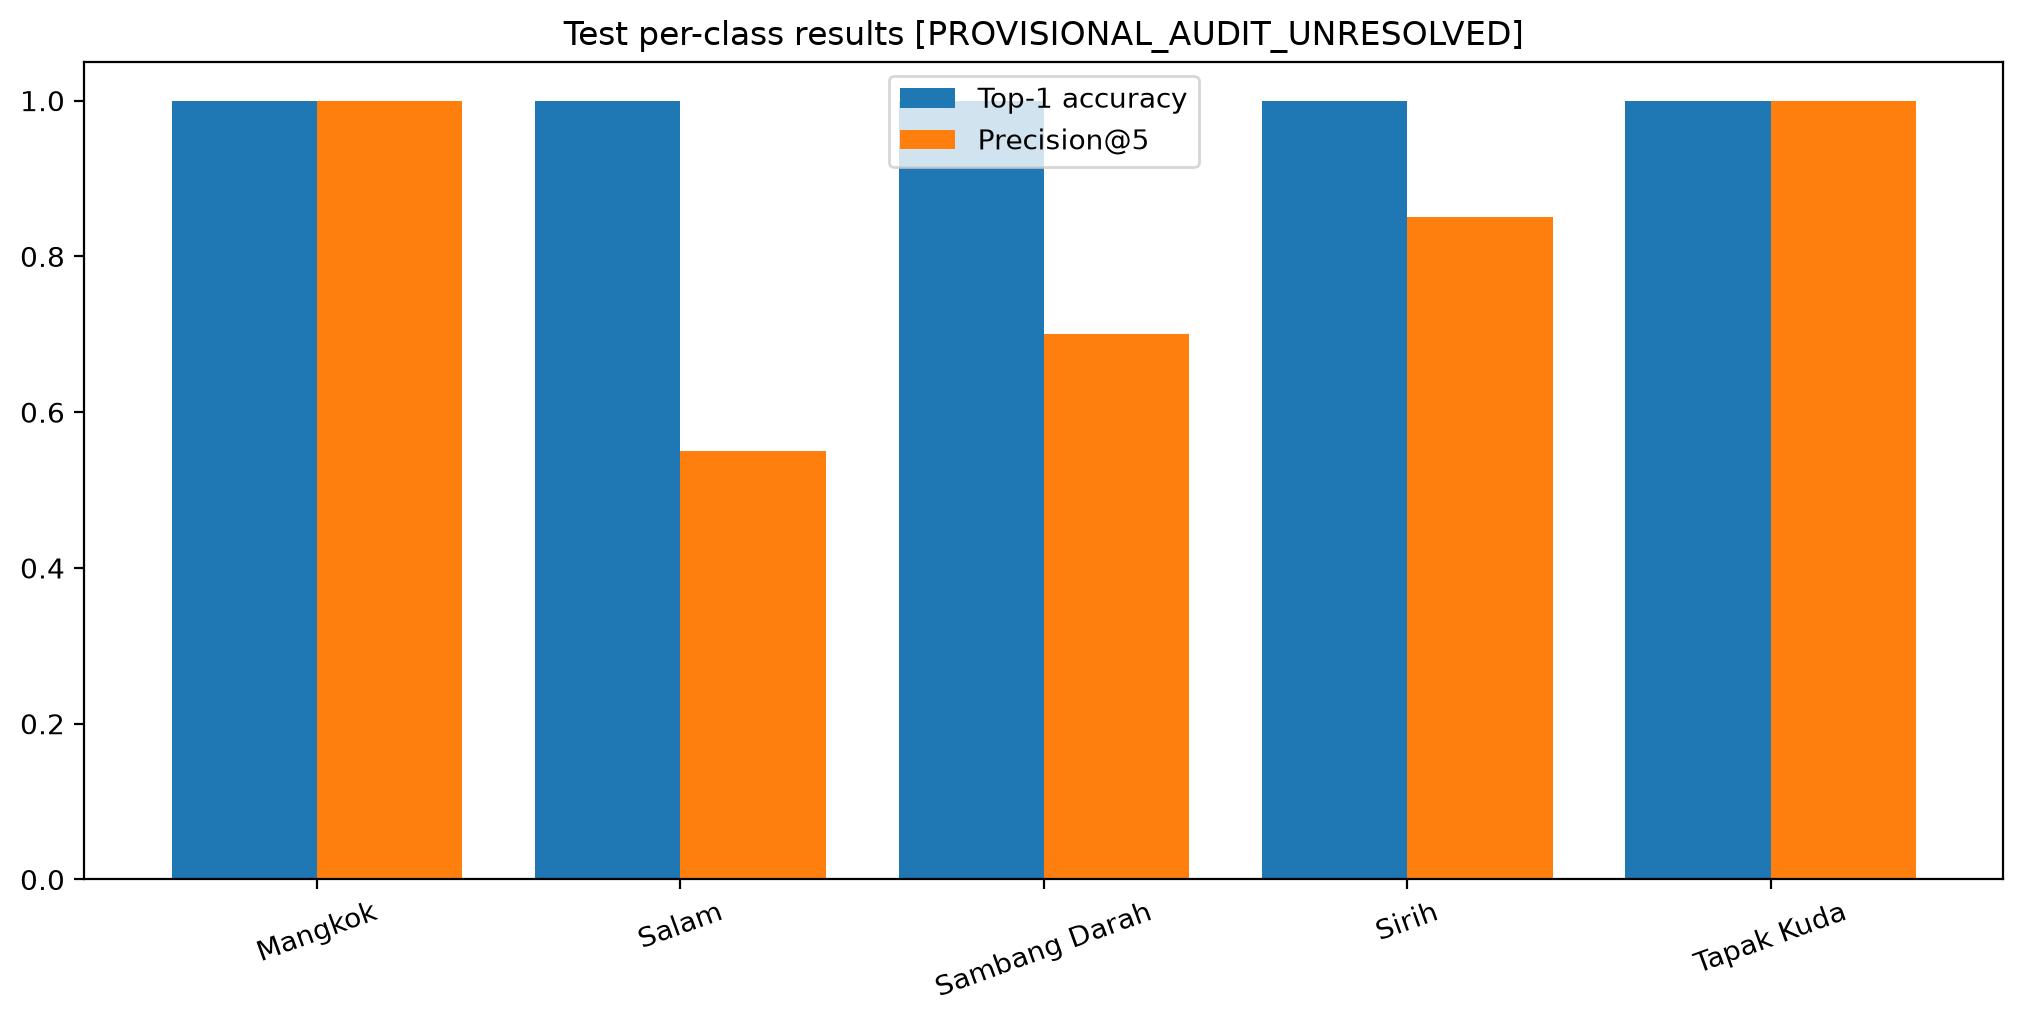 Test per-class results [PROVISIONAL_AUDIT_UNRESOLVED]
Top-1 accuracy
Precision@5
1.0
0.8
0.6
0.4
0.2
0.0
Mangkok
Salam
Sambang Darah
Sirih
Tapak Kuda